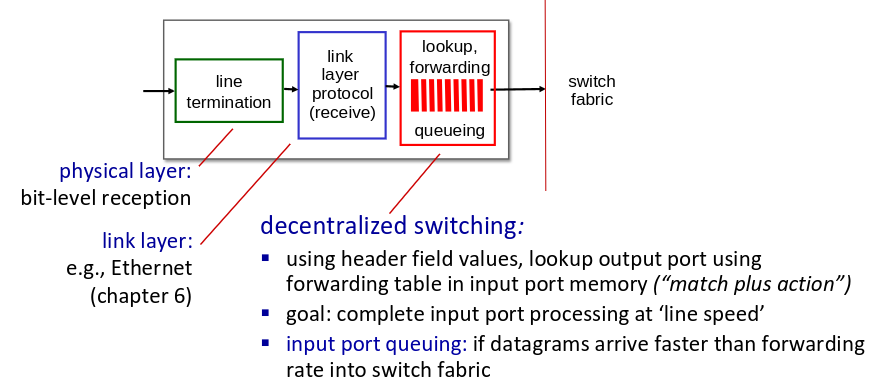 line
termination
link
layer
protocol
(receive)
lookup,
forwarding
queueing
switch
fabric
physical layer:
bit-level reception
link layer:
e.g., Ethernet
(chapter 6)
decentralized switching:
▪ using header field values, lookup output port using
forwarding table in input port memory (“match plus action”)
▪ goal: complete input port processing at ‘line speed’
▪ input port queuing: if datagrams arrive faster than forwarding
rate into switch fabric